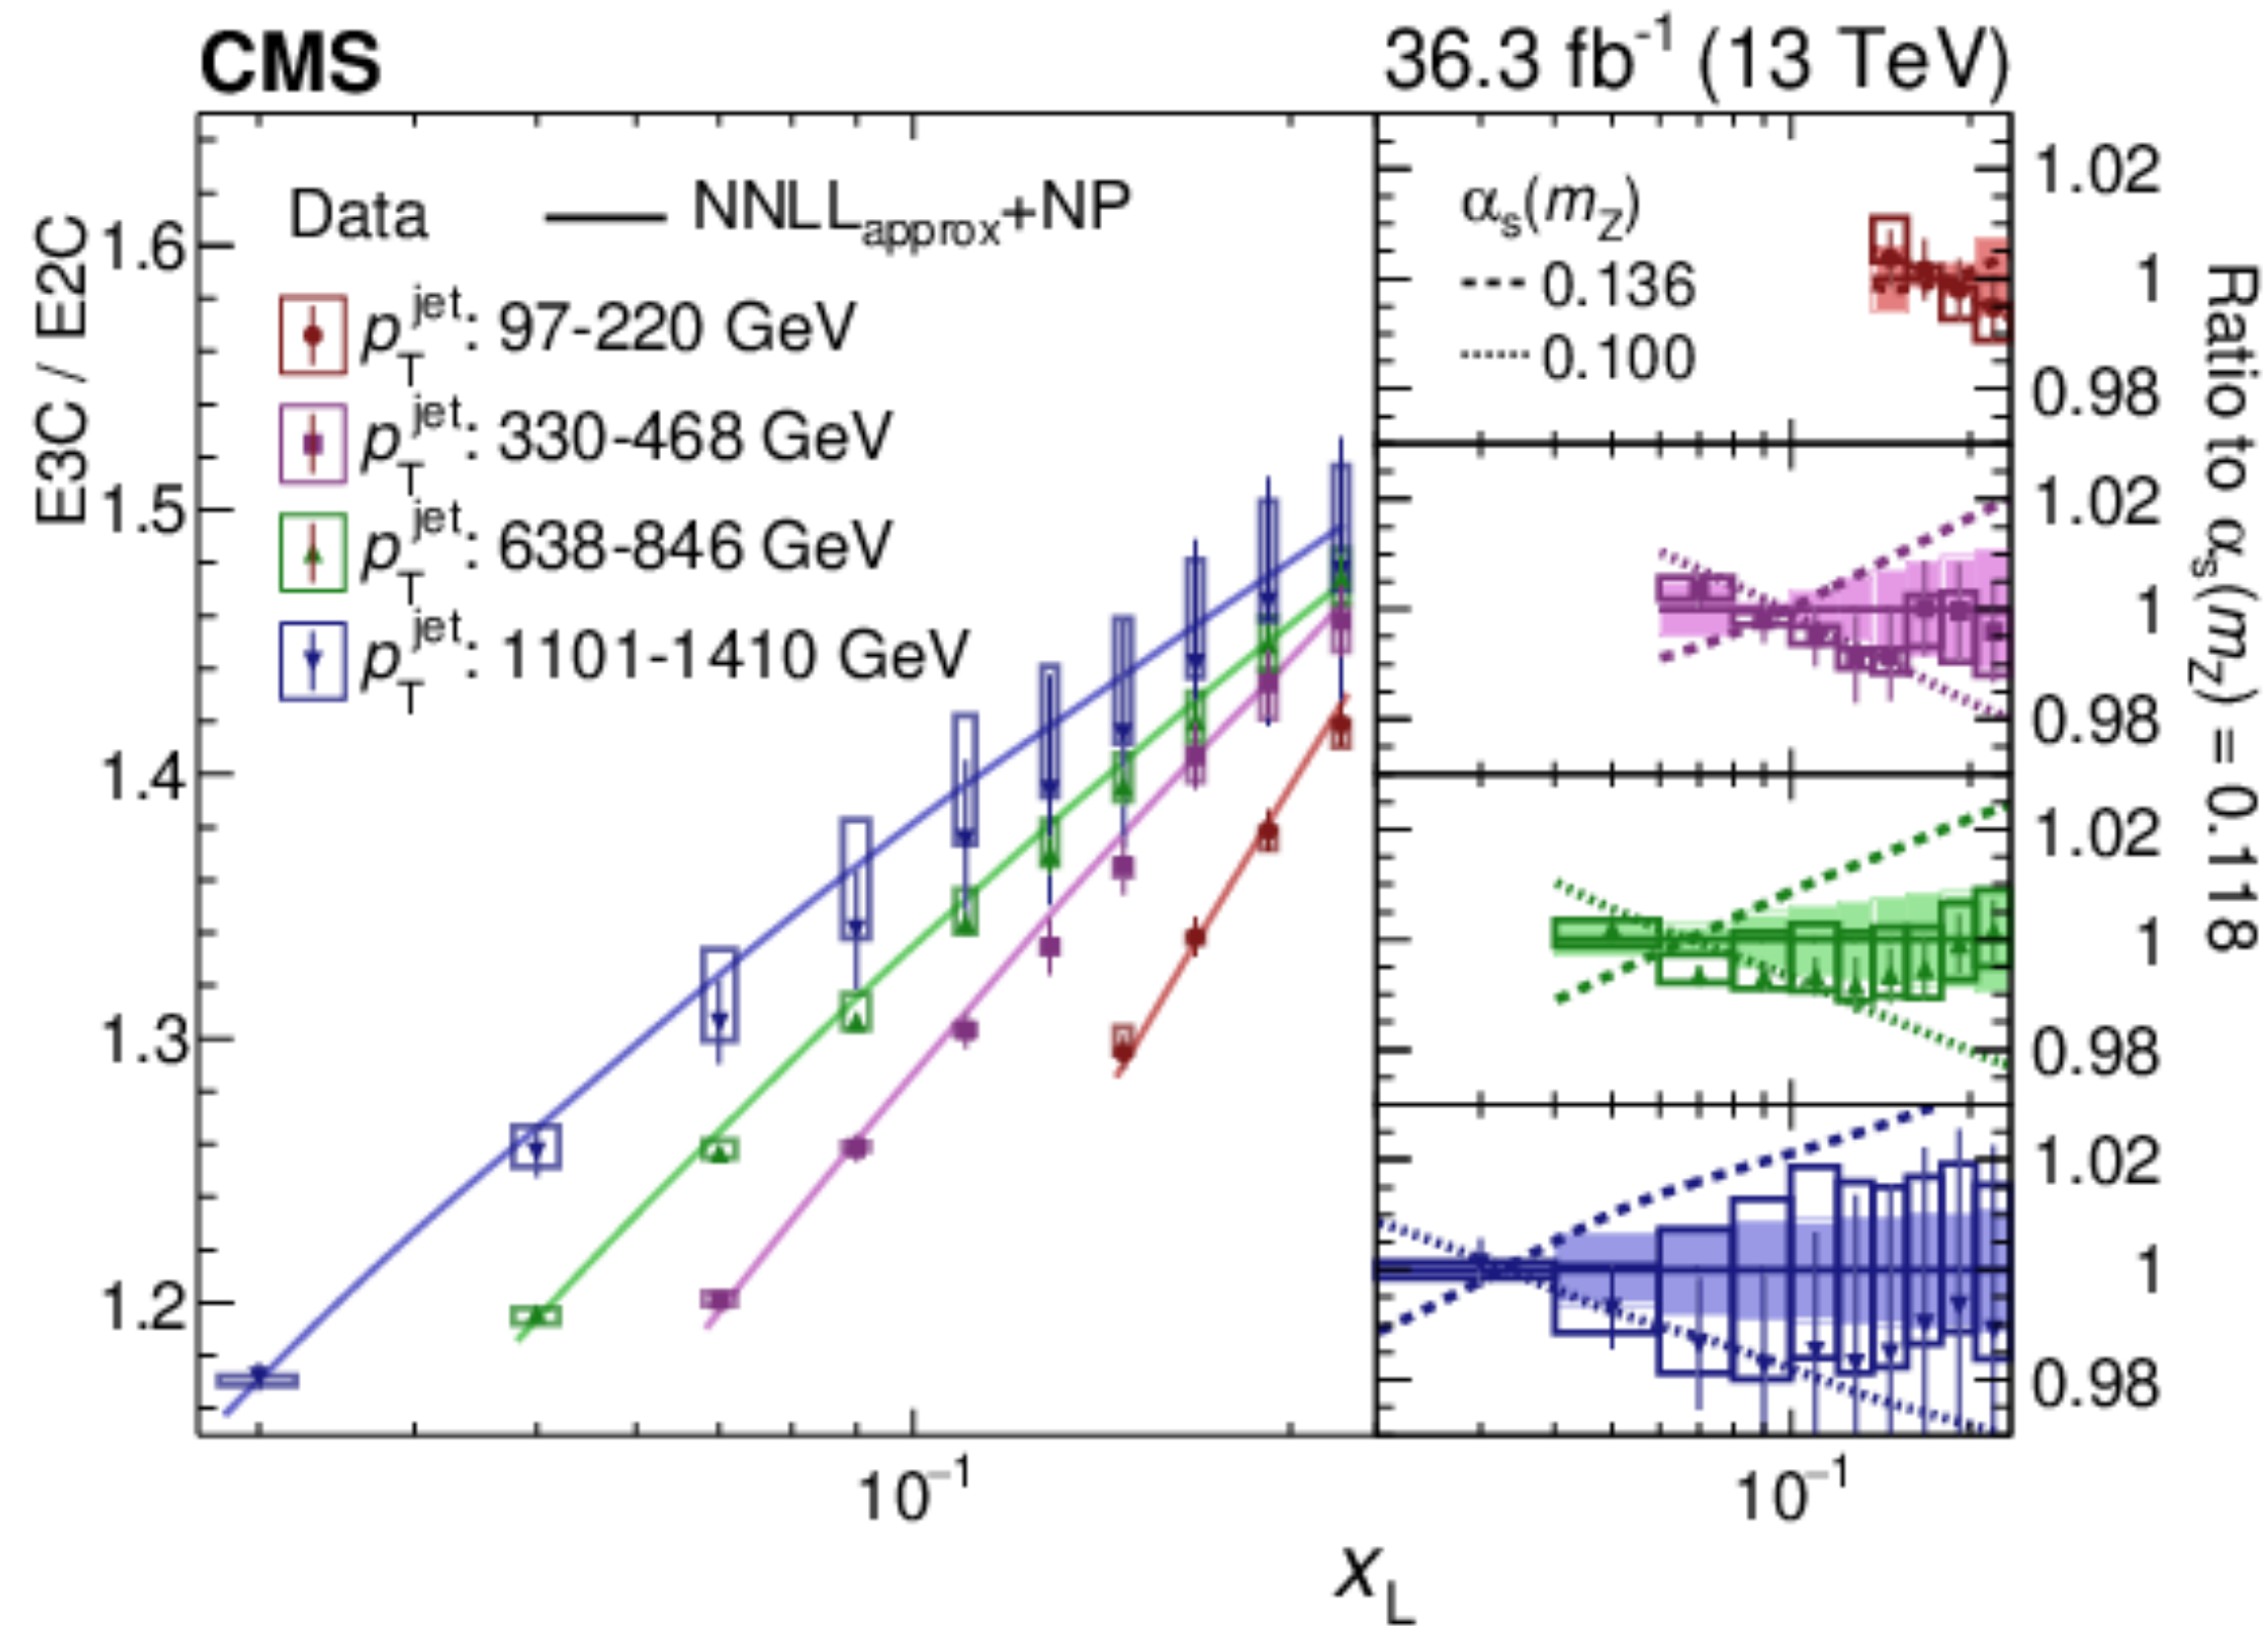 CMS
36.3 fb⁻¹ (13 TeV)
E3C / E2C
Data
NNLL_approx+NP
p_T^jet: 97-220 GeV
p_T^jet: 330-468 GeV
p_T^jet: 638-846 GeV
p_T^jet: 1101-1410 GeV
1.6
1.5
1.4
1.3
1.2
10⁻¹
α_s(m_Z)
0.136
0.100
1.02
1
0.98
1.02
1
0.98
1.02
1
0.98
1.02
1
0.98
10⁻¹
Ratio to α_s(m_Z) = 0.118
x_L